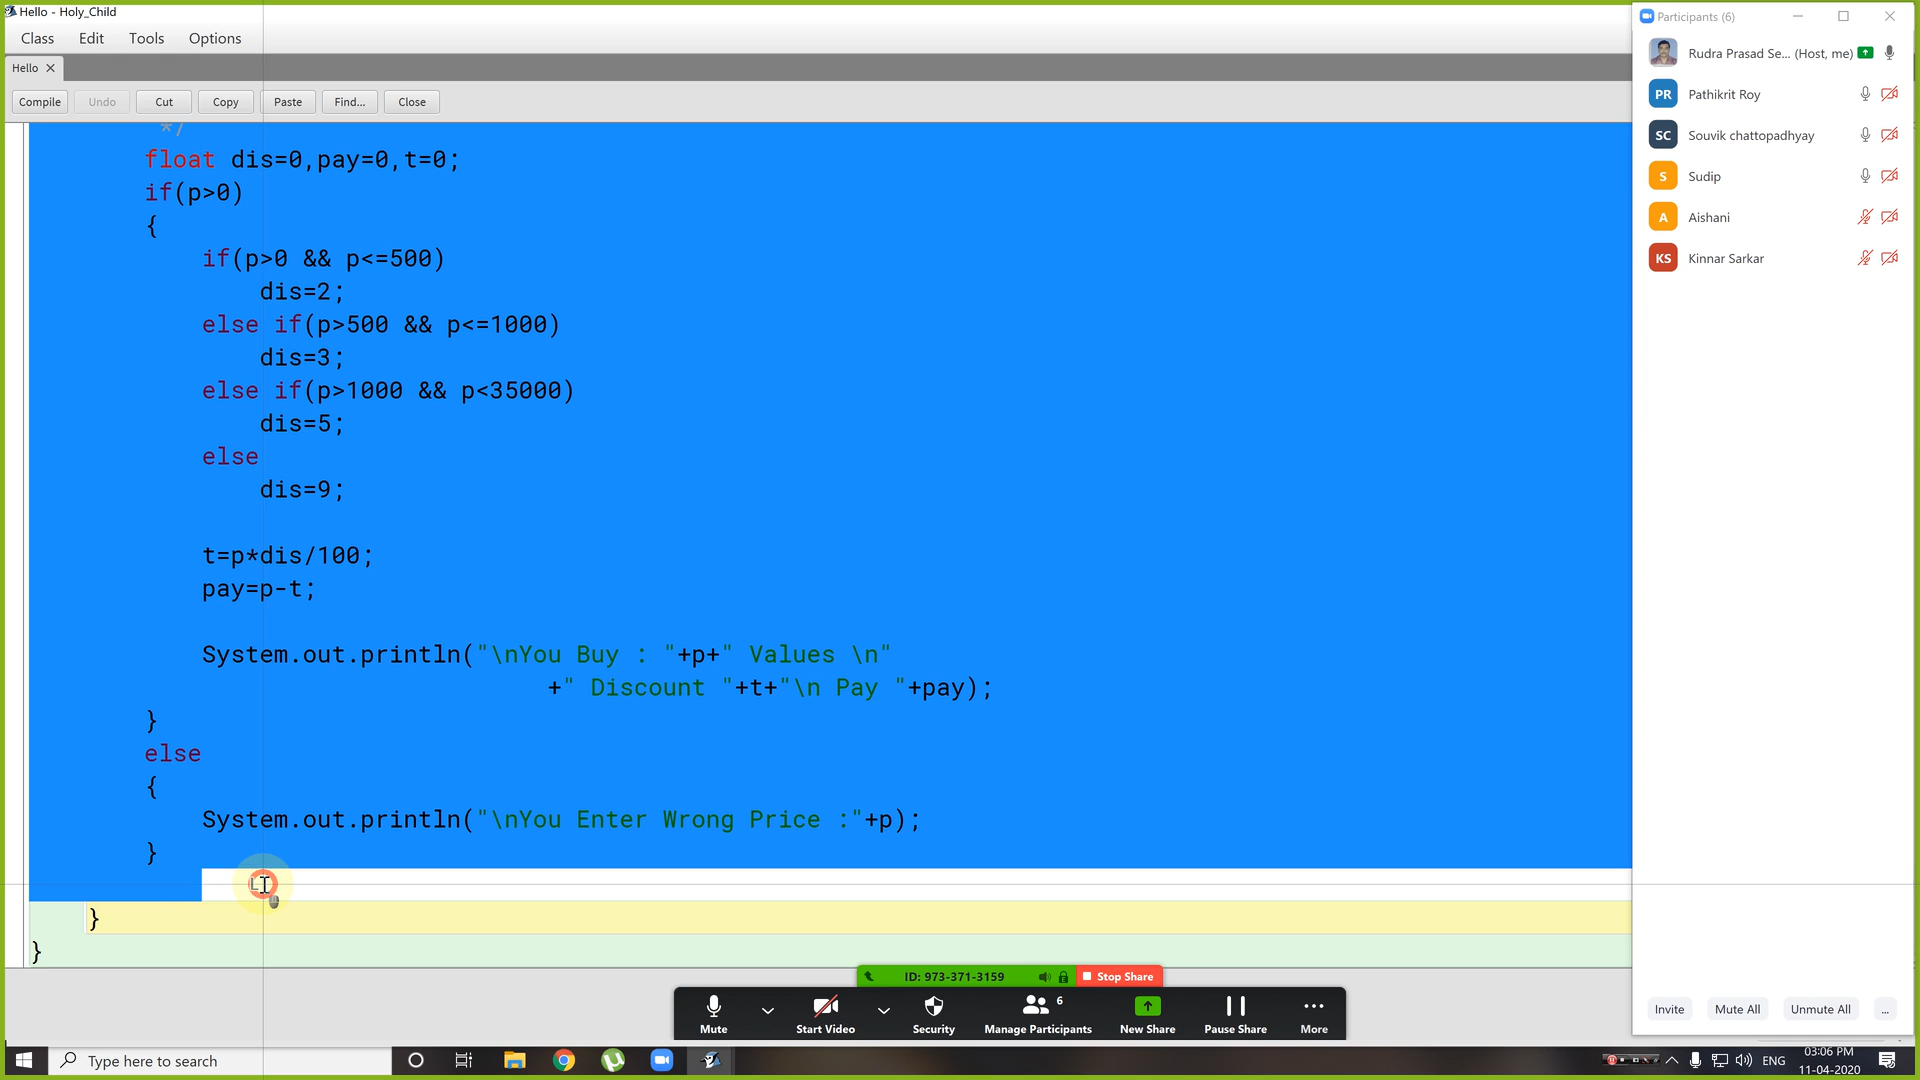 Hello - Holy_Child
Class Edit Tools Options
Hello
Compile Undo Cut Copy Paste Find... Close
*/
float dis=0,pay=0,t=0;
if(p>0)
{
if(p>0 && p<=500)
dis=2;
else if(p>500 && p<=1000)
dis=3;
else if(p>1000 && p<35000)
dis=5;
else
dis=9;
t=p*dis/100;
pay=p-t;
System.out.println("\nYou Buy : "+p+" Values \n"
+" Discount "+t+"\n Pay "+pay);
}
else
{
System.out.println("\nYou Enter Wrong Price :"+p);
}
}
}
Participants (6)
Rudra Prasad Se... (Host, me)
PR Pathikrit Roy
SC Souvik chattopadhyay
S Sudip
A Aishani
KS Kinnar Sarkar
Invite Mute All Unmute All ...
ID: 973-371-3159 Stop Share
Mute Start Video Security Manage Participants 6 New Share Pause Share More
Type here to search
ENG
03:06 PM
11-04-2020